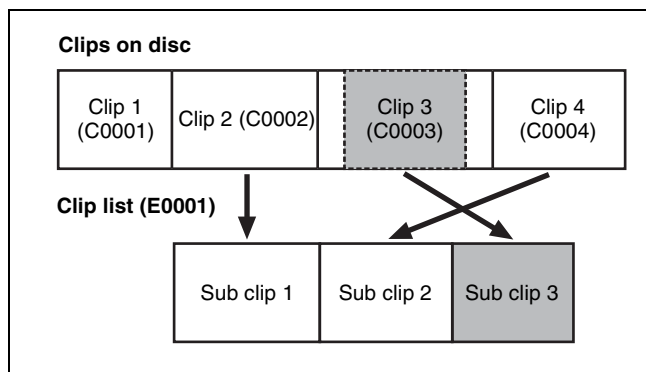 Clips on disc
Clip 1
(C0001)
Clip 2 (C0002)
Clip 3
(C0003)
Clip 4
(C0004)
Clip list (E0001)
Sub clip 1
Sub clip 2
Sub clip 3